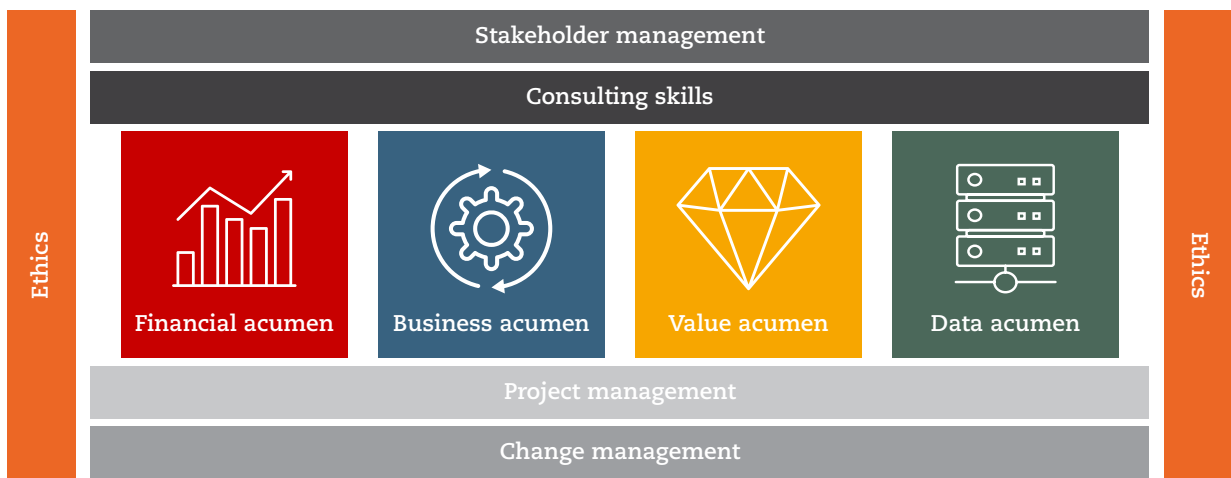 Ethics
Stakeholder management
Consulting skills
Financial acumen
Business acumen
Value acumen
Data acumen
Project management
Change management
Ethics